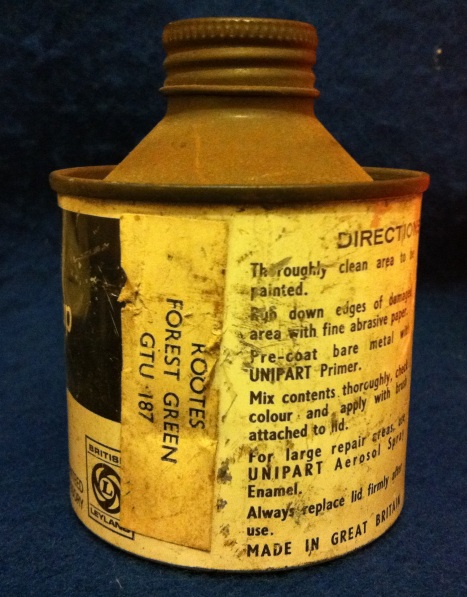 ROOTES
FOREST GREEN
GTU 187
BRITISH
LEYLAND
DIRECTIONS
Thoroughly clean area to be
painted.
Rub down edges of damaged
area with fine abrasive paper.
Pre-coat bare metal with
UNIPART Primer.
Mix contents thoroughly, check
colour and apply with brush
attached to lid.
For large repair areas, use
UNIPART Aerosol Spray
Enamel.
Always replace lid firmly after
use.
MADE IN GREAT BRITAIN